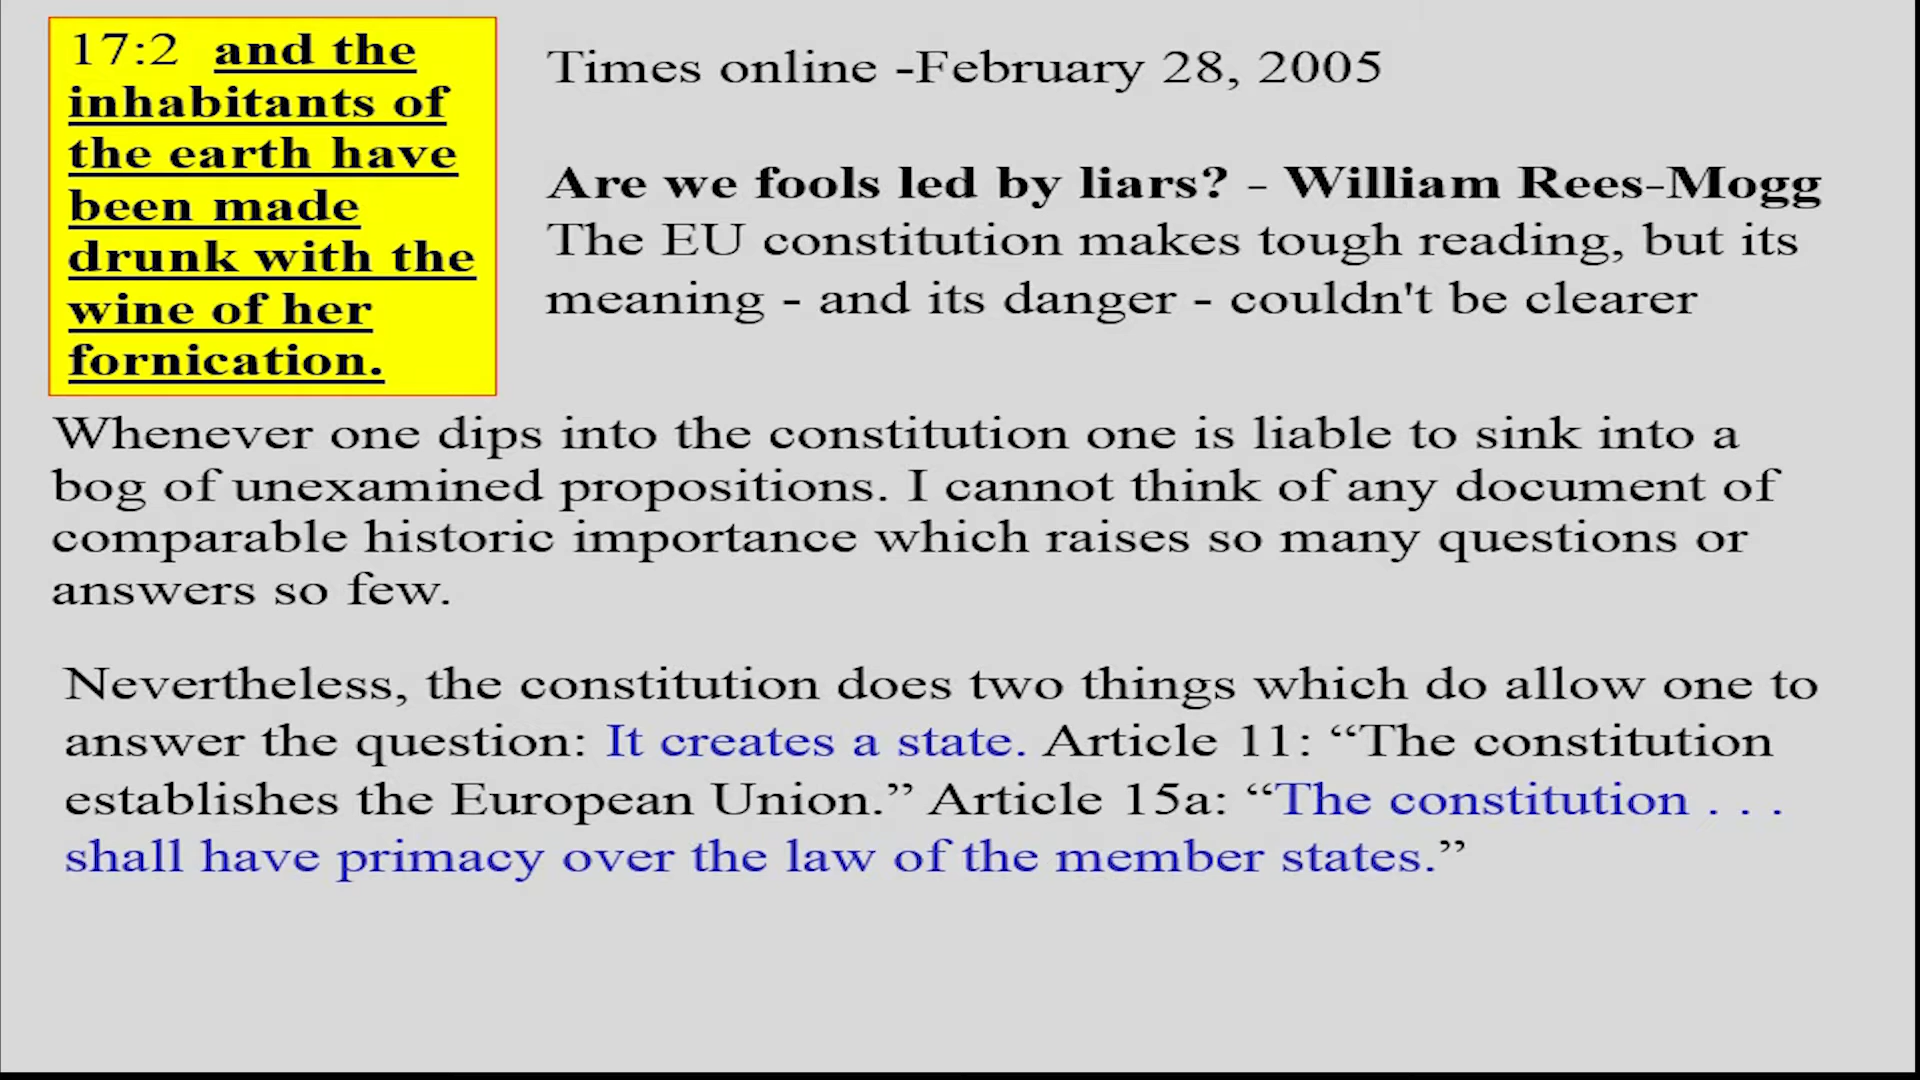 17:2 and the
inhabitants of
the earth have
been made
drunk with the
wine of her
fornication.
Times online -February 28, 2005
Are we fools led by liars? - William Rees-Mogg
The EU constitution makes tough reading, but its
meaning - and its danger - couldn't be clearer
Whenever one dips into the constitution one is liable to sink into a
bog of unexamined propositions. I cannot think of any document of
comparable historic importance which raises so many questions or
answers so few.
Nevertheless, the constitution does two things which do allow one to
answer the question: It creates a state. Article 11: “The constitution
establishes the European Union.” Article 15a: “The constitution . . .
shall have primacy over the law of the member states.”